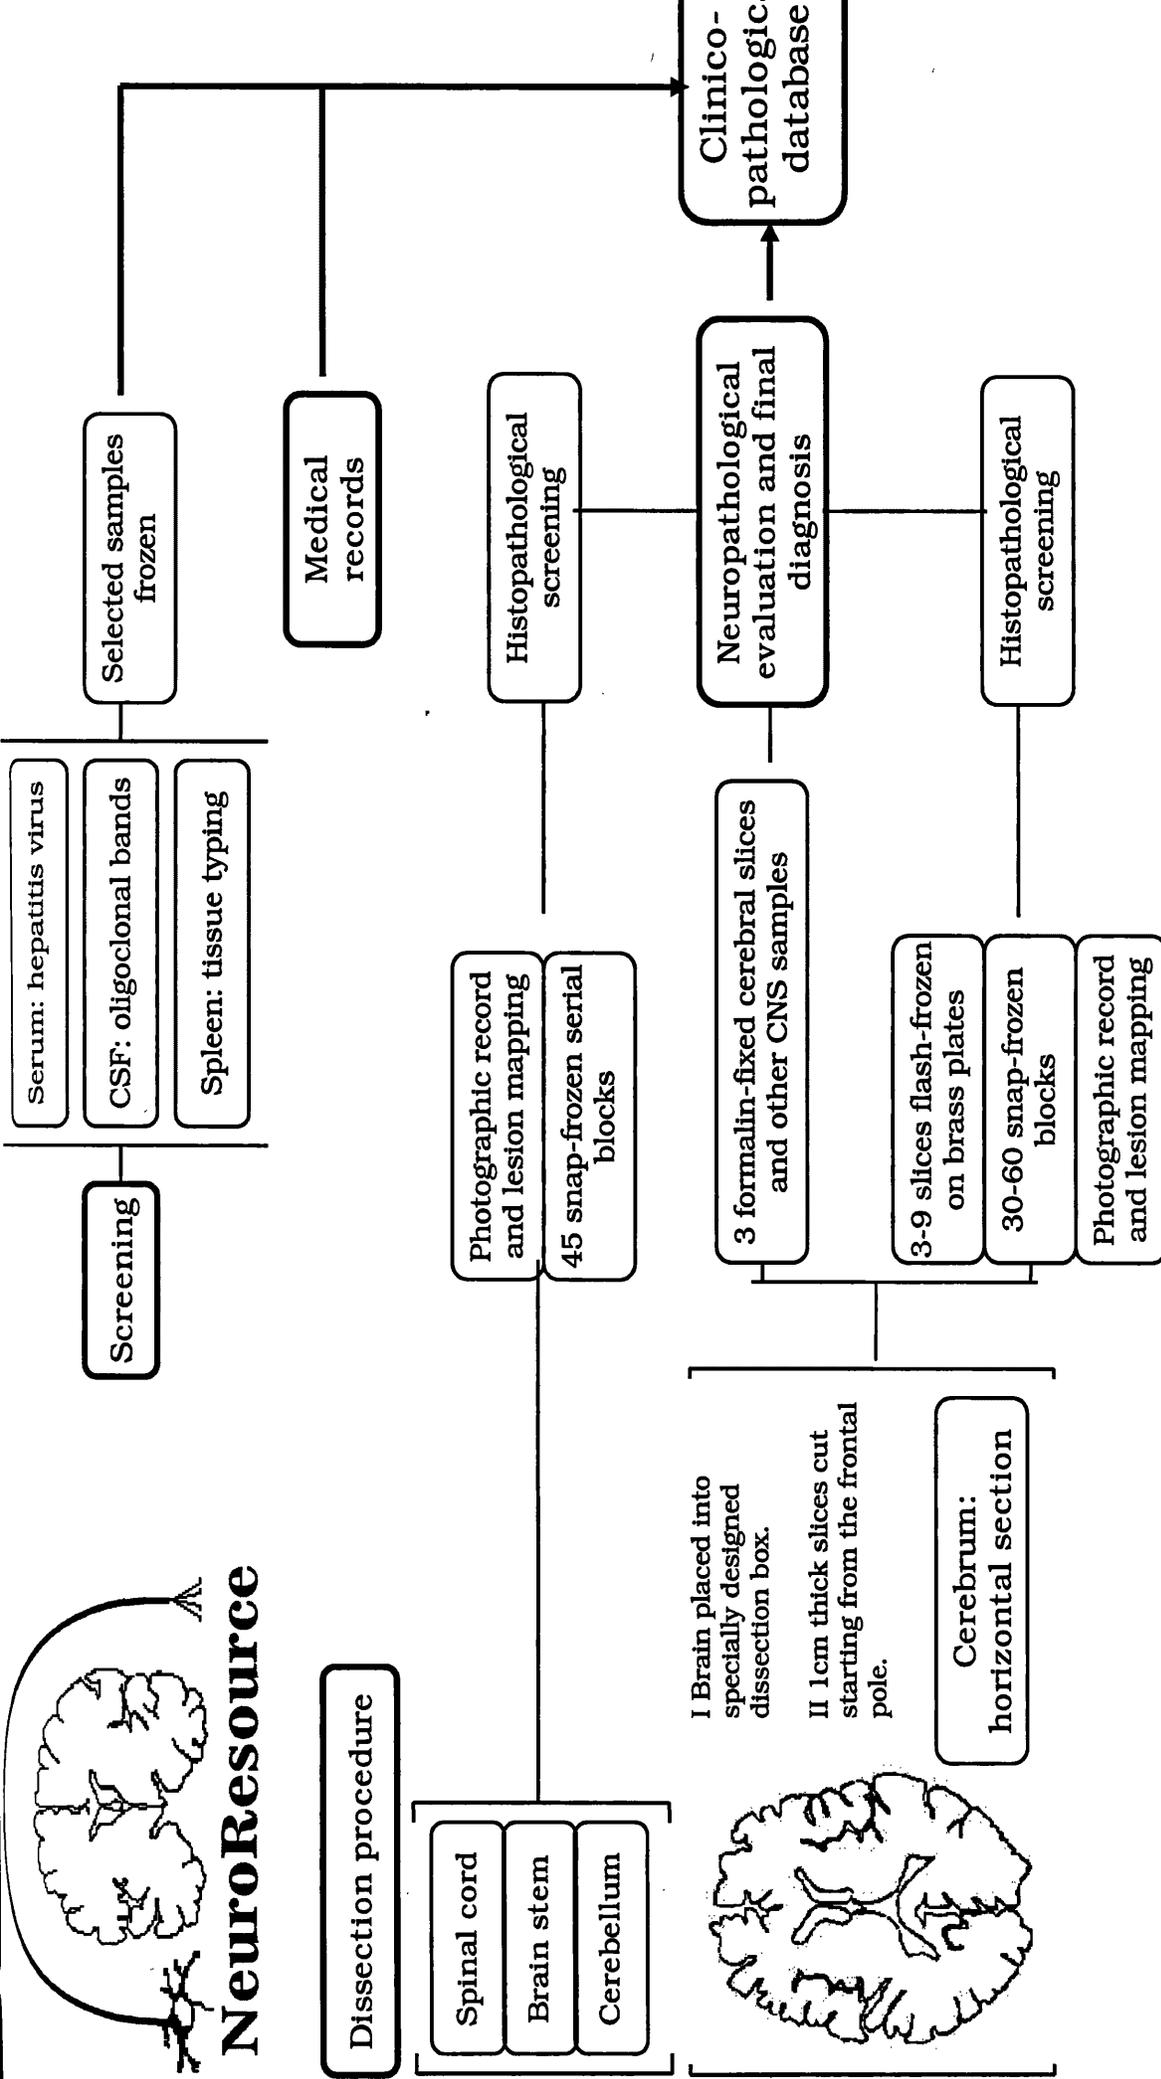 NeuroResource
Screening
Serum: hepatitis virus
CSF: oligoclonal bands
Spleen: tissue typing
Selected samples
frozen
Medical
records
Dissection procedure
Spinal cord
Brain stem
Cerebellum
Photographic record
and lesion mapping
45 snap-frozen serial
blocks
Histopathological
screening
I Brain placed into
specially designed
dissection box.
II 1cm thick slices cut
starting from the frontal
pole.
Cerebrum:
horizontal section
3 formalin-fixed cerebral slices
and other CNS samples
3-9 slices flash-frozen
on brass plates
30-60 snap-frozen
blocks
Photographic record
and lesion mapping
Neuropathological
evaluation and final
diagnosis
Histopathological
screening
Clinico-
pathologic
database